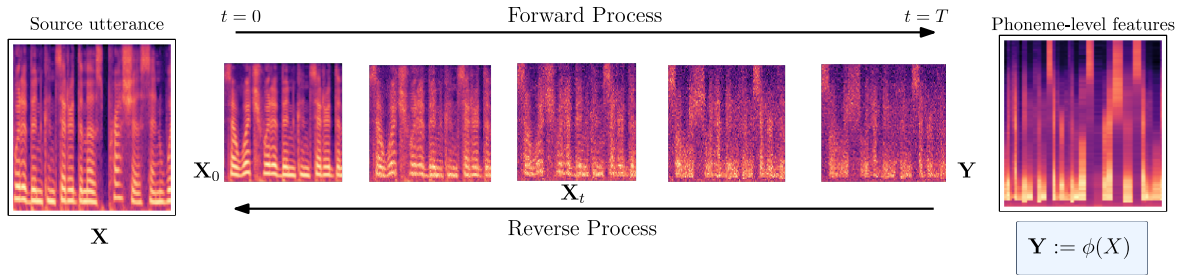 Source utterance
X
t = 0
Forward Process
t = T
X₀
Xₜ
Y
Reverse Process
Phoneme-level features
Y := ϕ(X)